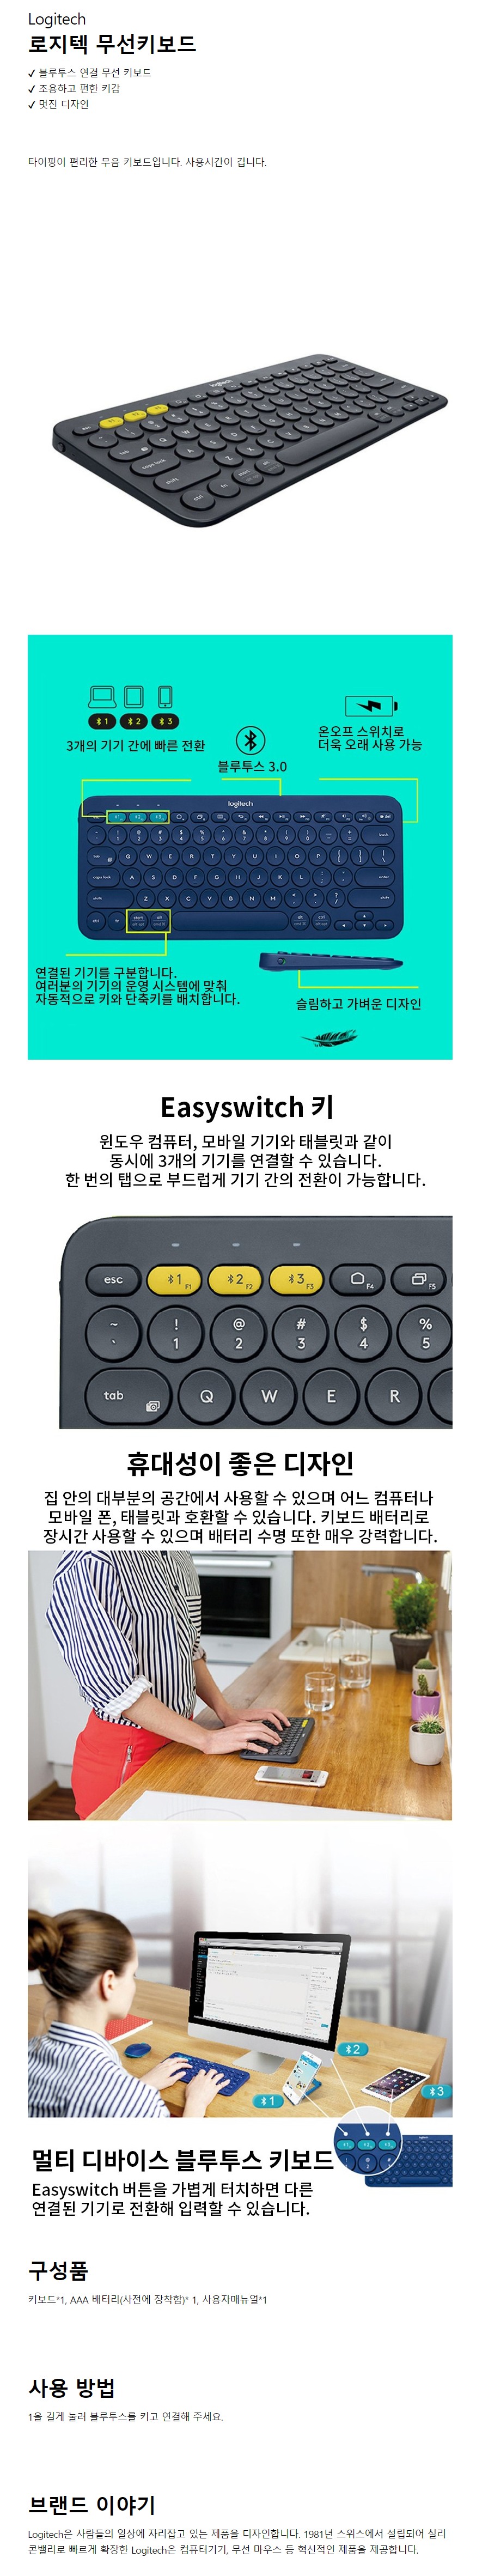 Logitech
로지텍 무선키보드
✓ 블루투스 연결 무선 키보드
✓ 조용하고 편한 키감
✓ 멋진 디자인
타이핑이 편리한 무음 키보드입니다. 사용시간이 깁니다.
logitech
esc
tab
caps lock
shift
ctrl
fn
Q
W
A
S
Z
X
1 2 3
3개의 기기 간에 빠른 전환
블루투스 3.0
온오프 스위치로
더욱 오래 사용 가능
logitech
Q W E R T Y U I O P
A S D F G H J K L
Z X C V B N M
연결된 기기를 구분합니다.
여러분의 기기의 운영 시스템에 맞춰
자동적으로 키와 단축키를 배치합니다.
슬림하고 가벼운 디자인
Easyswitch 키
윈도우 컴퓨터, 모바일 기기와 태블릿과 같이
동시에 3개의 기기를 연결할 수 있습니다.
한 번의 탭으로 부드럽게 기기 간의 전환이 가능합니다.
esc 1 F1 2 F2 3 F3 F4 F5
~ ! @ # $ %
` 1 2 3 4 5
tab Q W E R
휴대성이 좋은 디자인
집 안의 대부분의 공간에서 사용할 수 있으며 어느 컴퓨터나
모바일 폰, 태블릿과 호환할 수 있습니다. 키보드 배터리로
장시간 사용할 수 있으며 배터리 수명 또한 매우 강력합니다.
2
1
3
멀티 디바이스 블루투스 키보드
Easyswitch 버튼을 가볍게 터치하면 다른
연결된 기기로 전환해 입력할 수 있습니다.
구성품
키보드*1, AAA 배터리(사전에 장착함)* 1, 사용자매뉴얼*1
사용 방법
1을 길게 눌러 블루투스를 키고 연결해 주세요.
브랜드 이야기
Logitech은 사람들의 일상에 자리잡고 있는 제품을 디자인합니다. 1981년 스위스에서 설립되어 실리
콘밸리로 빠르게 확장한 Logitech은 컴퓨터기기, 무선 마우스 등 혁신적인 제품을 제공합니다.